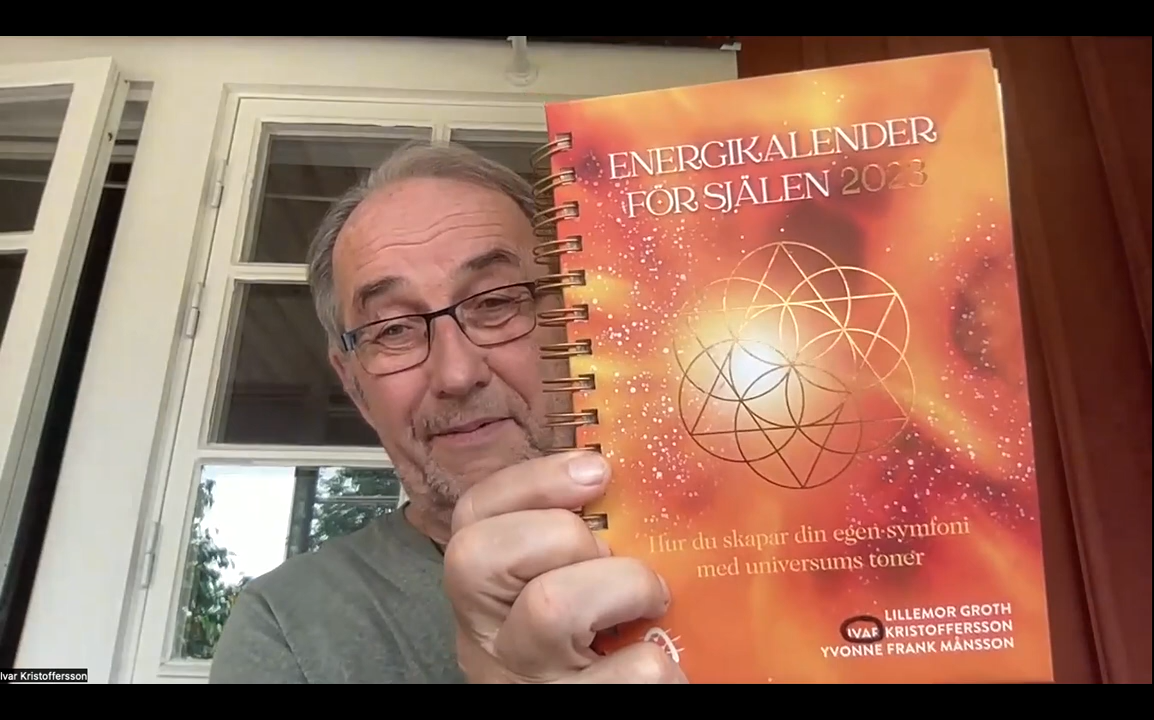 ENERGIKALENDER
FÖR SJÄLEN 2023
Hur du skapar din egen symfoni
med universums toner
LILLEMOR GROTH
IVAR KRISTOFFERSSON
YVONNE FRANK MÅNSSON
Ivar Kristoffersson